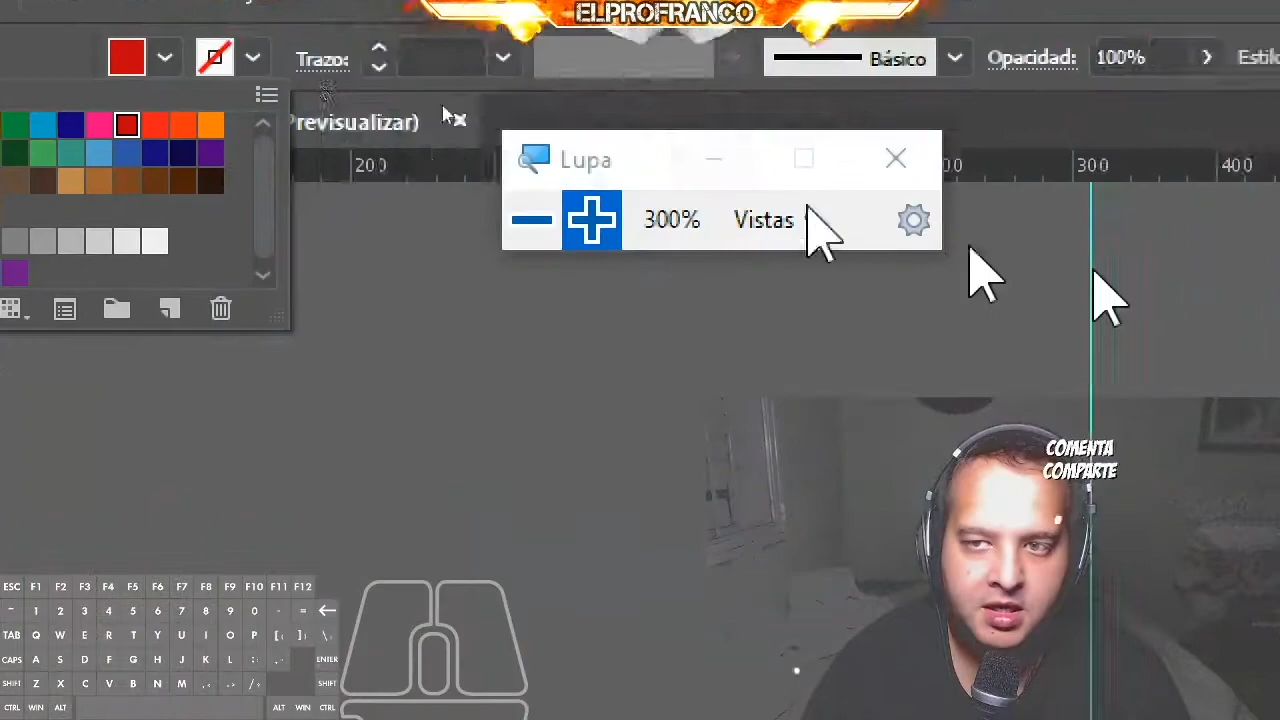 ELPROFRANCO
Trazo:
Básico
Opacidad:
100%
Estil
Previsualizar)
200
00
300
400
Lupa
300%
Vistas
COMENTA
COMPARTE
ESC F1 F2 F3 F4 F5 F6 F7 F8 F9 F10 F11 F12
~ 1 2 3 4 5 6 7 8 9 0 - =
TAB Q W E R T Y U I O P [ ] \
CAPS A S D F G H J K L : ENTER
SHIFT Z X C V B N M SHIFT
CTRL WIN ALT ALT WIN CTRL